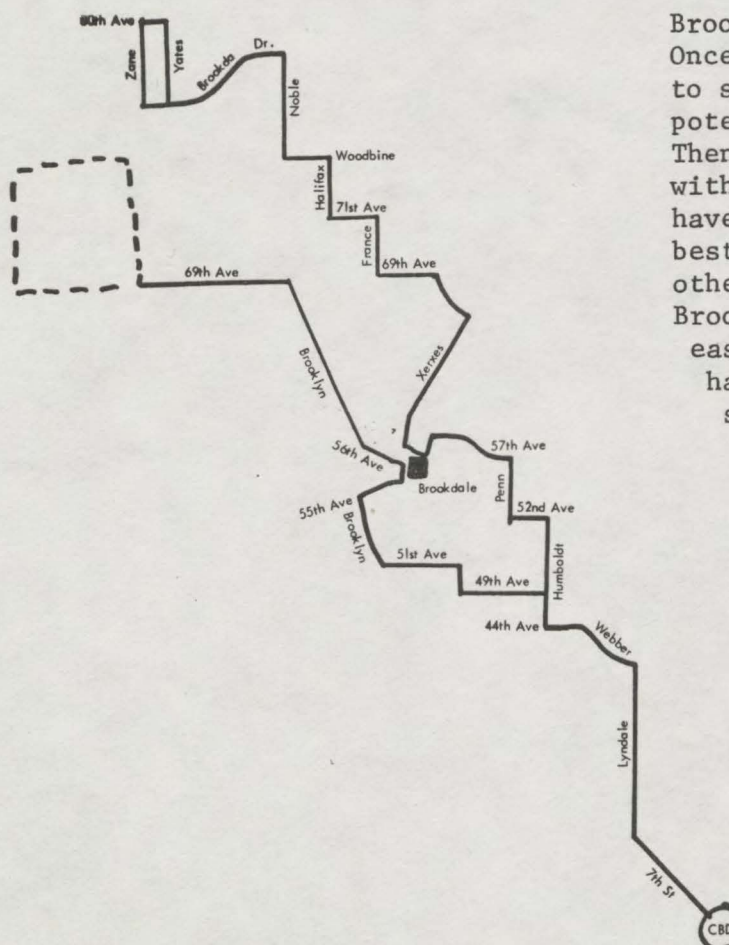 80th Ave
Zane
Yates
Brookda
Dr.
Noble
Woodbine
Halifax
71st Ave
France
69th Ave
69th Ave
Xerxes
Brooklyn
56th Ave
57th Ave
Brookdale
Penn
55th Ave
Brooklyn
52nd Ave
51st Ave
49th Ave
Humboldt
44th Ave
Webber
Lyndale
7th St
CBD
Broo
Once
to s
pote
Ther
with
have
best
othe
Broo
eas
ha
s